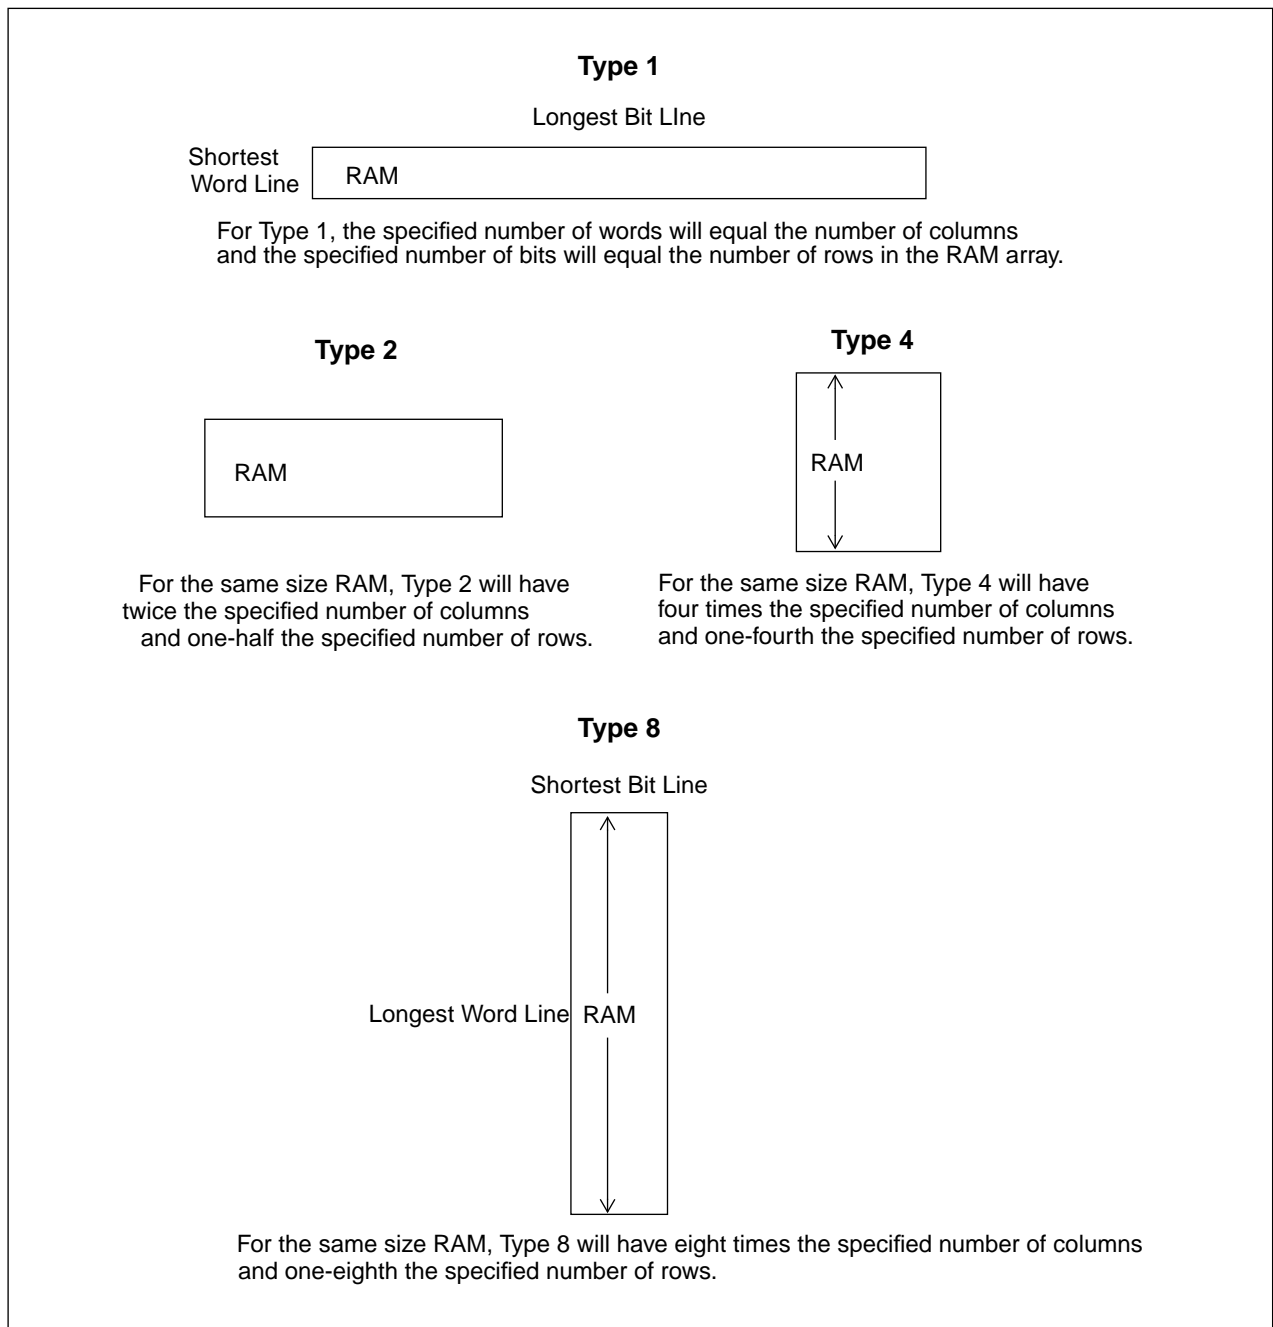 Type 1
Longest Bit LIne
Shortest
Word Line
RAM
For Type 1, the specified number of words will equal the number of columns
and the specified number of bits will equal the number of rows in the RAM array.
Type 2
RAM
For the same size RAM, Type 2 will have
twice the specified number of columns
and one-half the specified number of rows.
Type 4
RAM
For the same size RAM, Type 4 will have
four times the specified number of columns
and one-fourth the specified number of rows.
Type 8
Shortest Bit Line
Longest Word Line
RAM
For the same size RAM, Type 8 will have eight times the specified number of columns
and one-eighth the specified number of rows.